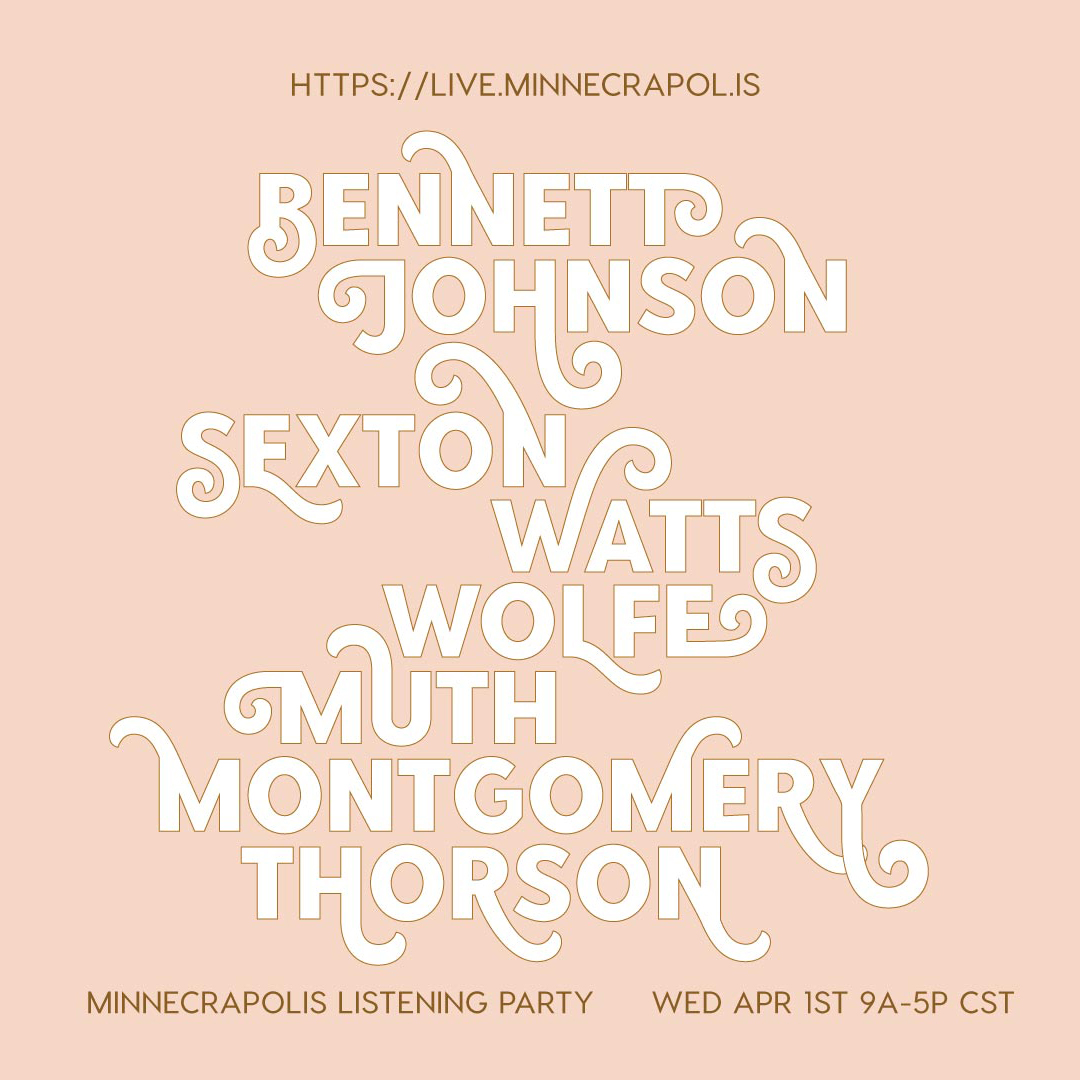 HTTPS://LIVE.MINNECRAPOL.IS
BENNETT
JOHNSON
SEXTON
WATTS
WOLFE
MUTH
MONTGOMERY
THORSON
MINNECRAPOLIS LISTENING PARTY WED APR 1ST 9A-5P CST